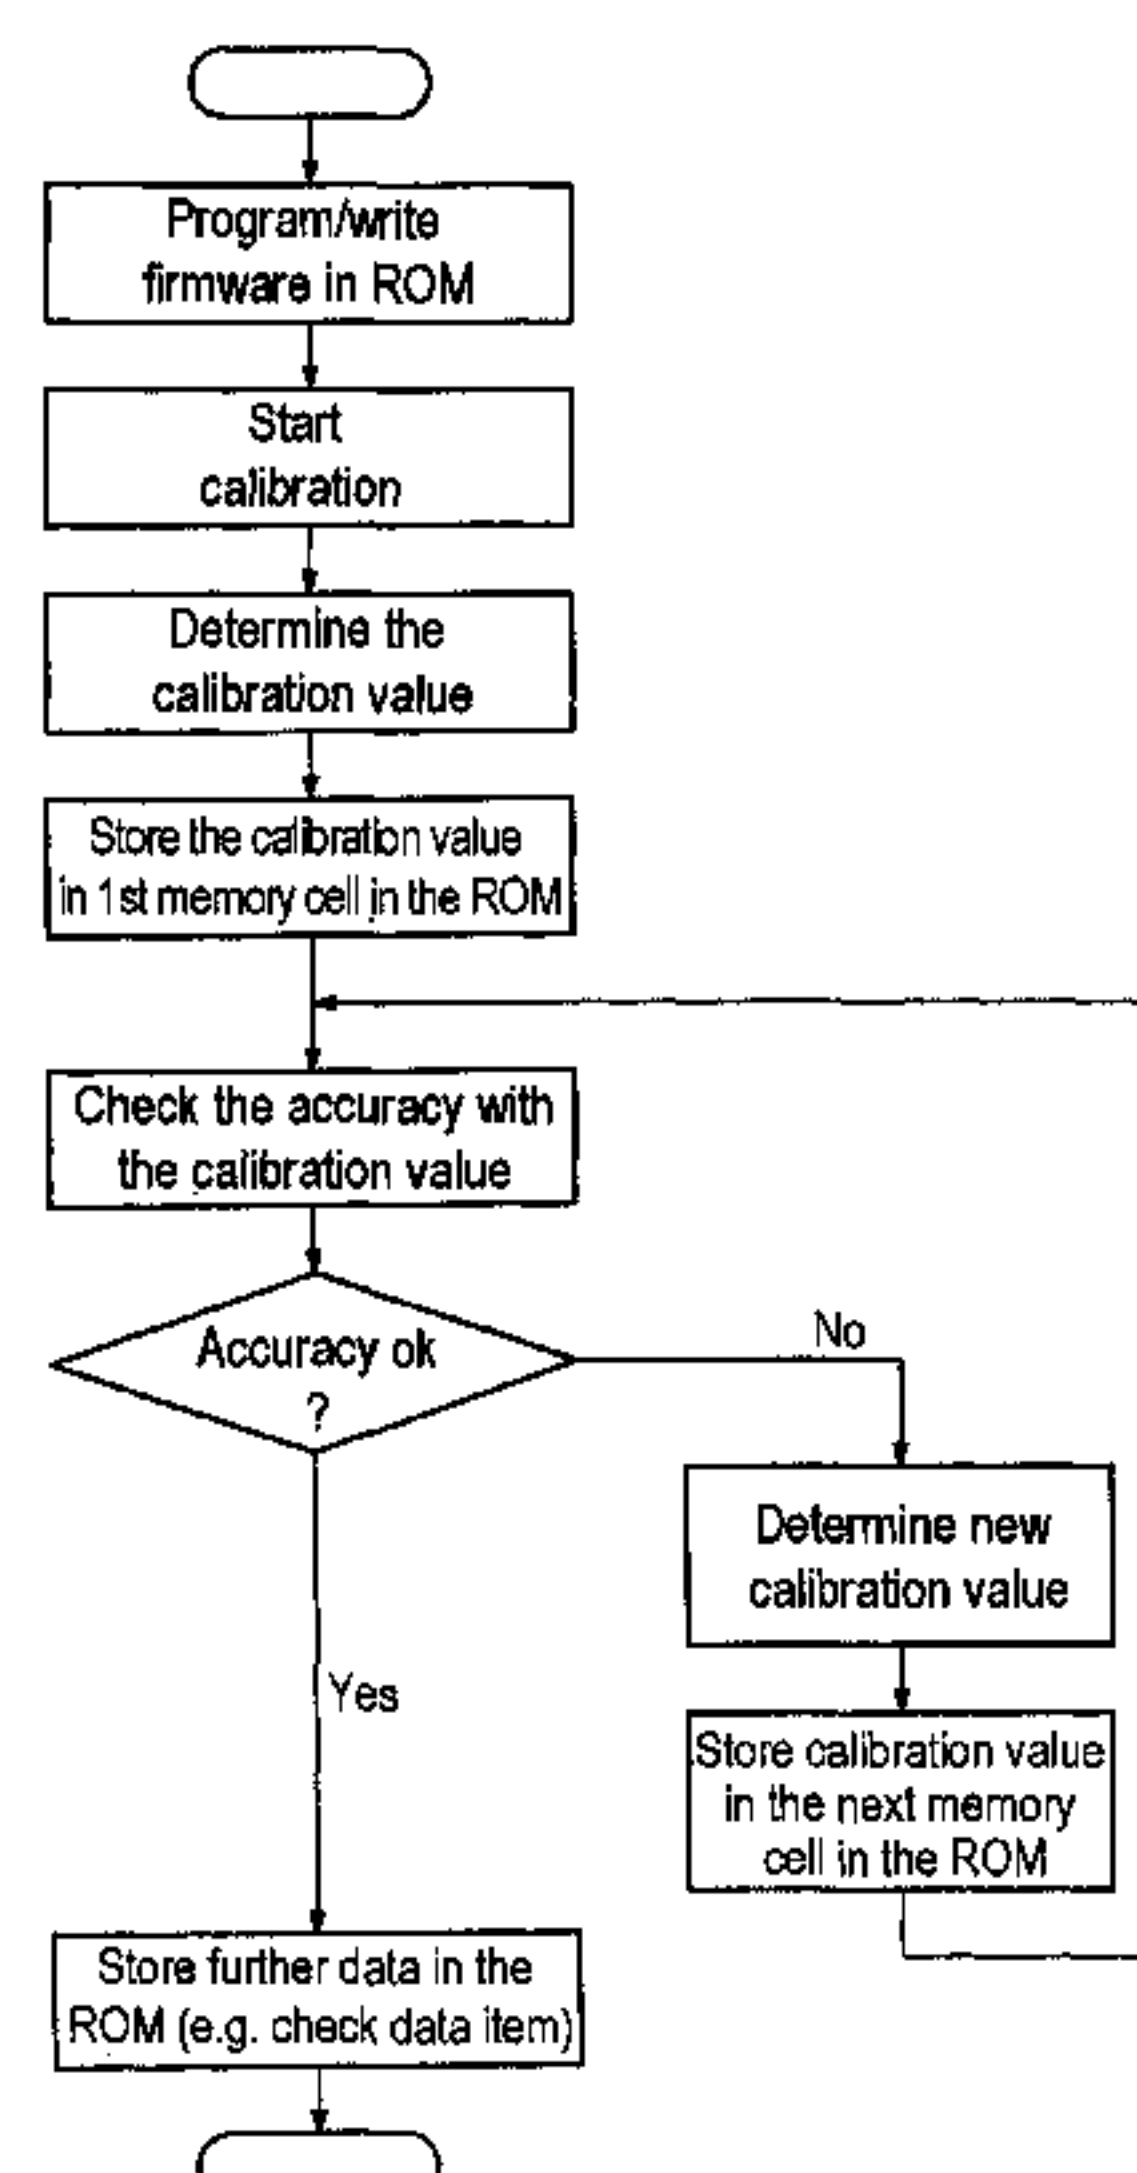 Program/write
firmware in ROM
Start
calibration
Determine the
calibration value
Store the calibration value
in 1st memory cell in the ROM
Check the accuracy with
the calibration value
Accuracy ok
?
No
Determine new
calibration value
Yes
Store calibration value
in the next memory
cell in the ROM
Store further data in the
ROM (e.g. check data item)